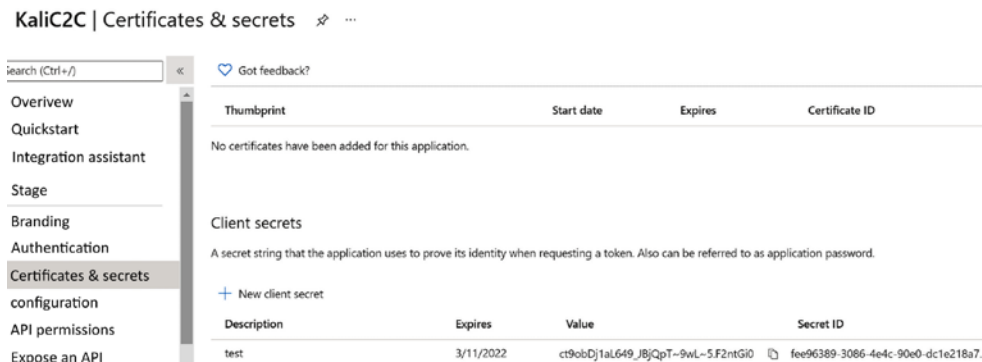 KaliC2C | Certificates & secrets
Search (Ctrl+/)
«
Got feedback?
Overivew
Quickstart
Integration assistant
Stage
Branding
Authentication
Certificates & secrets
configuration
API permissions
Expose an API
Thumbprint Start date Expires Certificate ID
No certificates have been added for this application.
Client secrets
A secret string that the application uses to prove its identity when requesting a token. Also can be referred to as application password.
+ New client secret
Description Expires Value Secret ID
test 3/11/2022 ct9obDj1aL649_JBjQpT~9wL~5.F2ntGi0 fee96389-3086-4e4c-90e0-dc1e218a7.